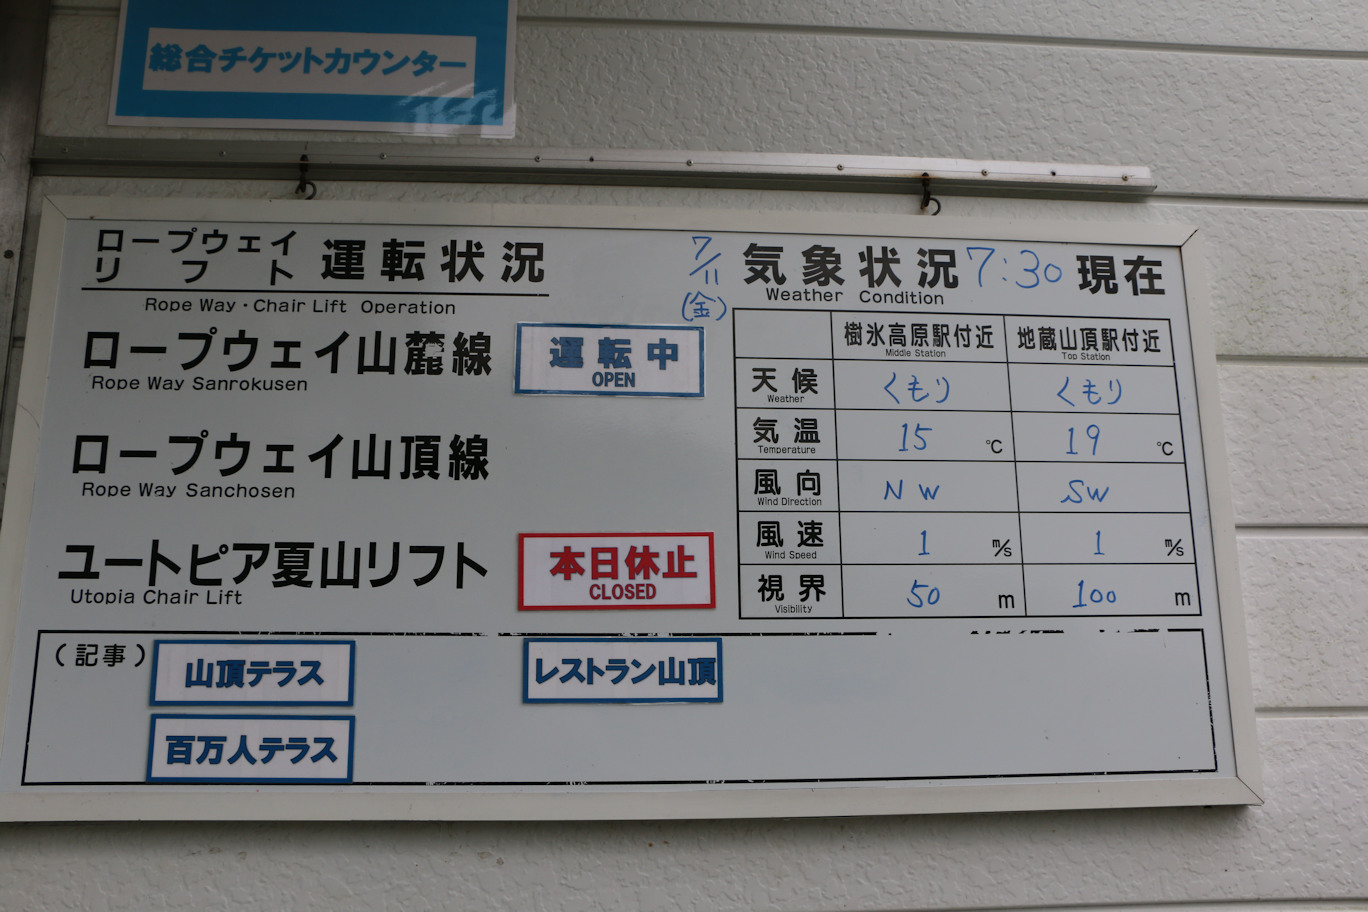 総合チケットカウンター
ロープウェイ
リフト
運転状況
Rope Way・Chair Lift Operation
ロープウェイ山麓線
Rope Way Sanrokusen
運転中
OPEN
ロープウェイ山頂線
Rope Way Sanchosen
ユートピア夏山リフト
Utopia Chair Lift
本日休止
CLOSED
7/11
(金)
気象状況 7:30 現在
Weather Condition
樹氷高原駅付近 地蔵山頂駅付近
Middle Station Top Station
天候 くもり くもり
Weather
気温 15 ℃ 19 ℃
Temperature
風向 NW SW
Wind Direction
風速 1 m/s 1 m/s
Wind Speed
視界 50 m 100 m
Visibility
(記事)
山頂テラス レストラン山頂
百万人テラス